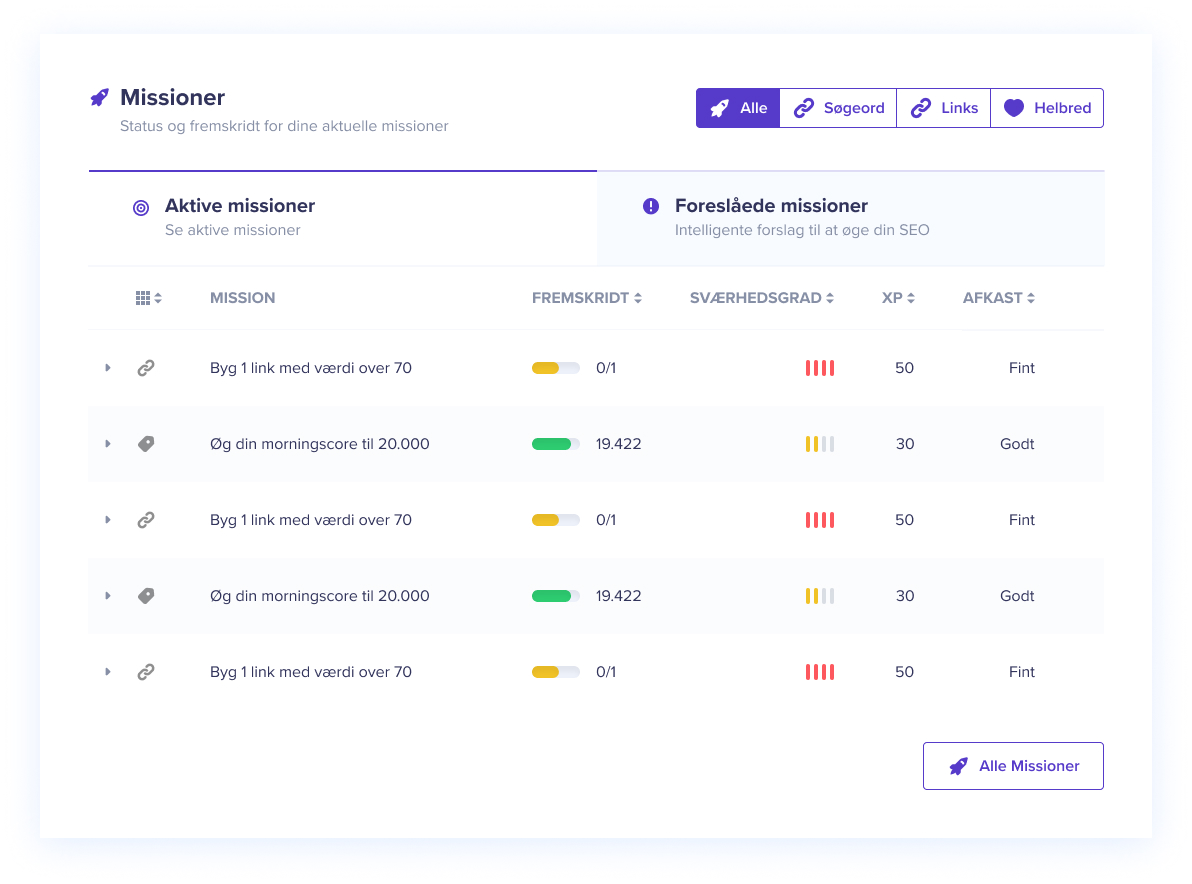 Missioner
Status og fremskridt for dine aktuelle missioner
Alle Søgeord Links Helbred
Aktive missioner
Se aktive missioner
Foreslåede missioner
Intelligente forslag til at øge din SEO
MISSION FREMSKRIDT SVÆRHEDSGRAD XP AFKAST
Byg 1 link med værdi over 70 0/1 50 Fint
Øg din morningscore til 20.000 19.422 30 Godt
Byg 1 link med værdi over 70 0/1 50 Fint
Øg din morningscore til 20.000 19.422 30 Godt
Byg 1 link med værdi over 70 0/1 50 Fint
Alle Missioner